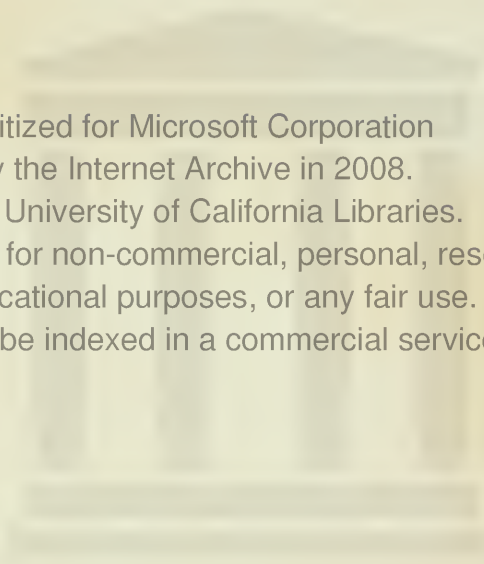 itized for Microsoft Corporation
the Internet Archive in 2008.
University of California Libraries.
for non-commercial, personal, res
cational purposes, or any fair use.
be indexed in a commercial servic